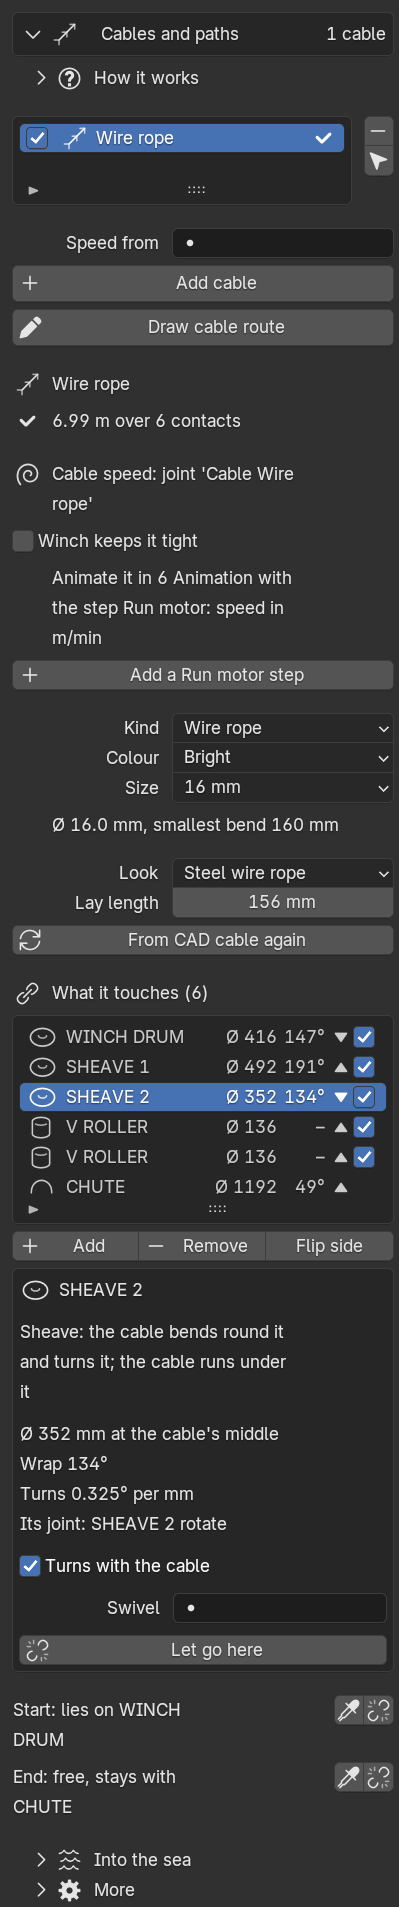 Cables and paths 1 cable
How it works
Wire rope
Speed from
Add cable
Draw cable route
Wire rope
6.99 m over 6 contacts
Cable speed: joint 'Cable Wire
rope'
Winch keeps it tight
Animate it in 6 Animation with
the step Run motor: speed in
m/min
Add a Run motor step
Kind Wire rope
Colour Bright
Size 16 mm
Ø 16.0 mm, smallest bend 160 mm
Look Steel wire rope
Lay length 156 mm
From CAD cable again
What it touches (6)
WINCH DRUM Ø 416 147°
SHEAVE 1 Ø 492 191°
SHEAVE 2 Ø 352 134°
V ROLLER Ø 136 –
V ROLLER Ø 136 –
CHUTE Ø 1192 49°
Add Remove Flip side
SHEAVE 2
Sheave: the cable bends round it
and turns it; the cable runs under
it
Ø 352 mm at the cable's middle
Wrap 134°
Turns 0.325° per mm
Its joint: SHEAVE 2 rotate
Turns with the cable
Swivel
Let go here
Start: lies on WINCH
DRUM
End: free, stays with
CHUTE
Into the sea
More